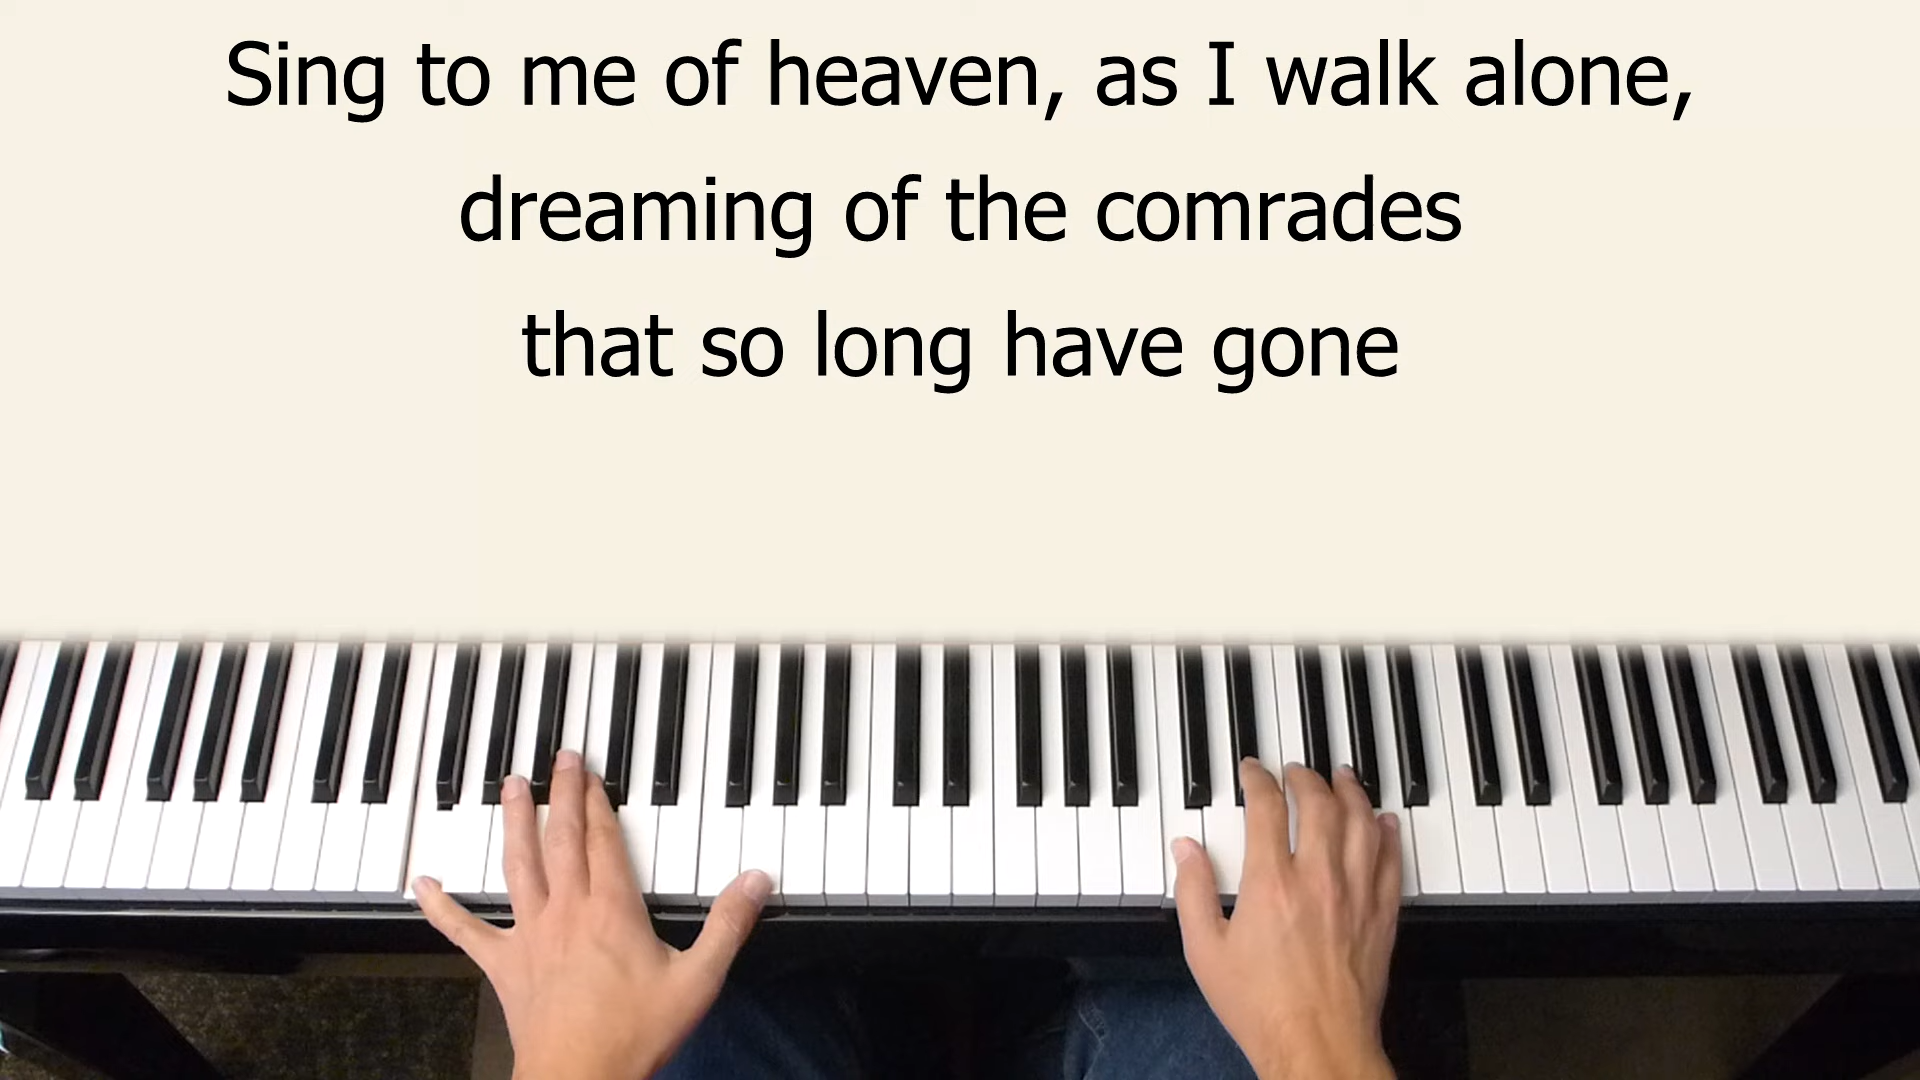 Sing to me of heaven, as I walk alone,
dreaming of the comrades
that so long have gone